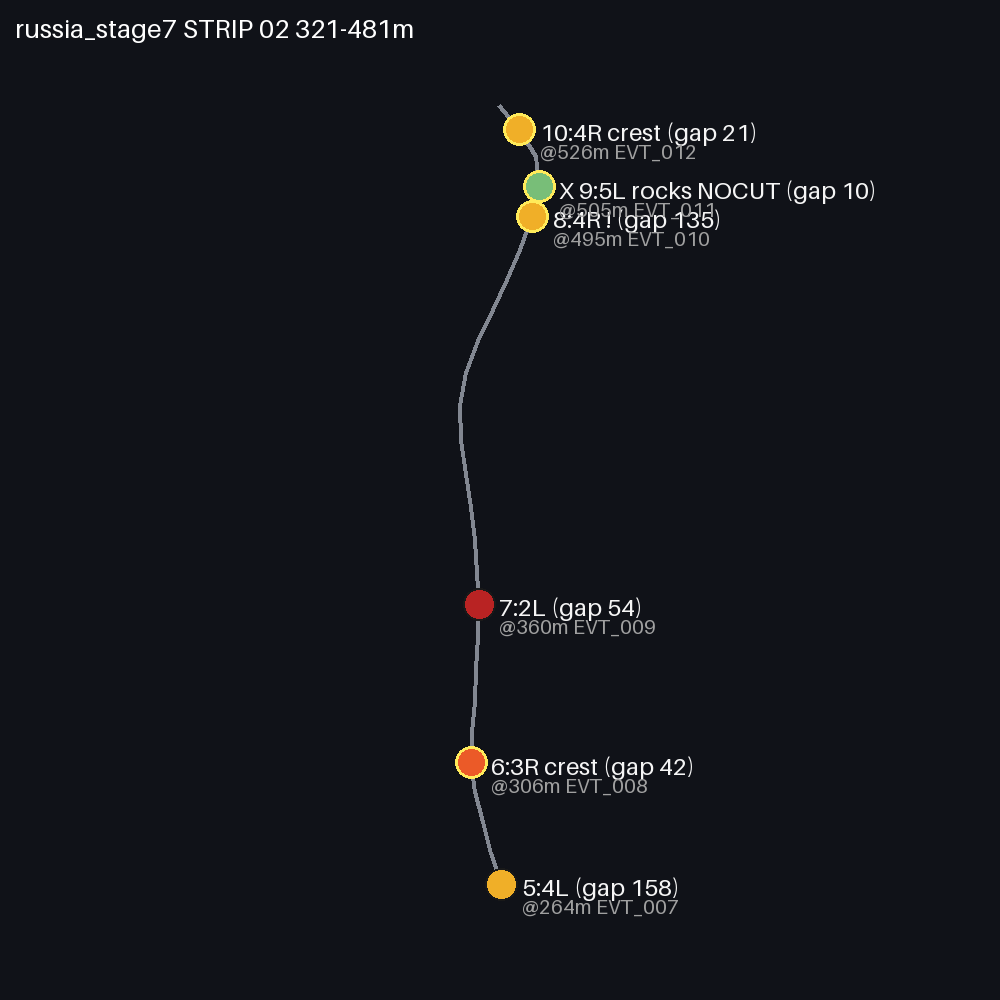 russia_stage7 STRIP 02 321-481m
10:4R crest (gap 21)
@526m EVT_012
X 9:5L rocks NOCUT (gap 10)
@505m EVT_011
8:4R ! (gap 135)
@495m EVT_010
7:2L (gap 54)
@360m EVT_009
6:3R crest (gap 42)
@306m EVT_008
5:4L (gap 158)
@264m EVT_007